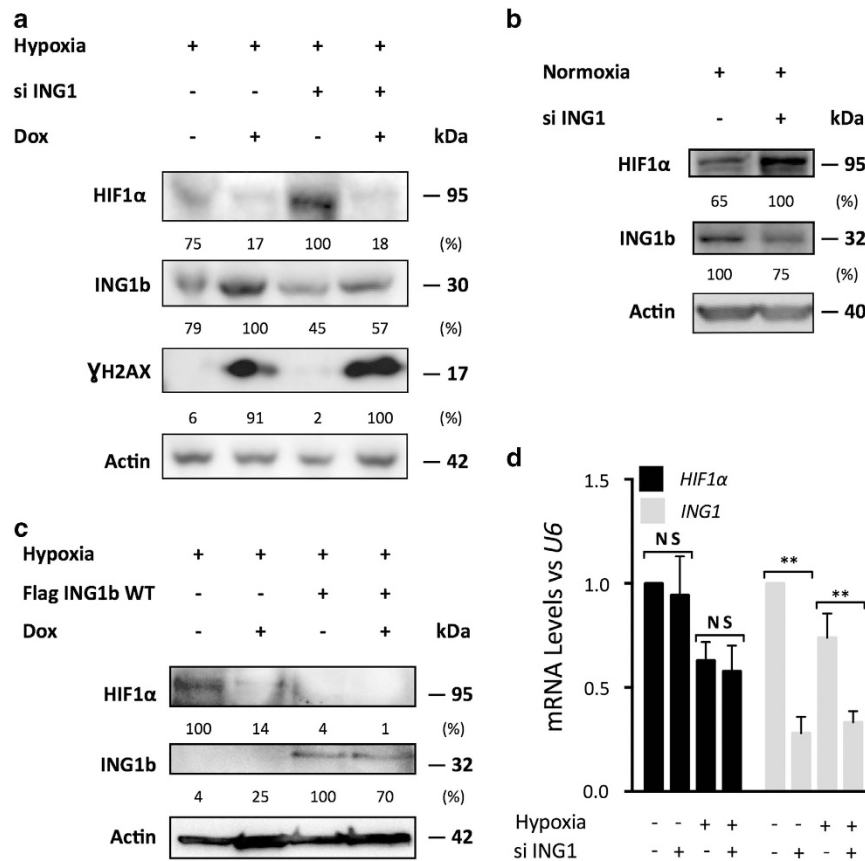 a
Hypoxia + + + +
si ING1 - - + +
Dox - + - + kDa
HIF1α — 95
75 17 100 18 (%)
ING1b — 30
79 100 45 57 (%)
ƔH2AX — 17
6 91 2 100 (%)
Actin — 42
b
Normoxia + +
si ING1 - + kDa
HIF1α — 95
65 100 (%)
ING1b — 32
100 75 (%)
Actin — 40
c
Hypoxia + + + +
Flag ING1b WT - - + +
Dox - + - + kDa
HIF1α — 95
100 14 4 1 (%)
ING1b — 32
4 25 100 70 (%)
Actin — 42
d
HIF1α
ING1
mRNA Levels vs U6
1.5
1.0
0.5
0.0
N S
N S
**
**
Hypoxia - - + + - - + +
si ING1 - + - + - + - +